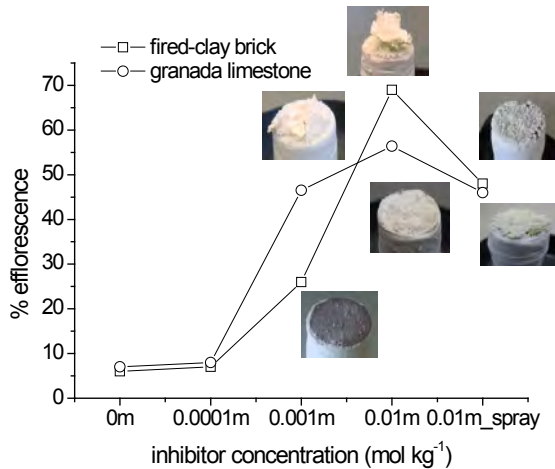 fired-clay brick
granada limestone
70
60
50
40
30
20
10
0
% efflorescence
0m 0.0001m 0.001m 0.01m 0.01m_spray
inhibitor concentration (mol kg⁻¹)